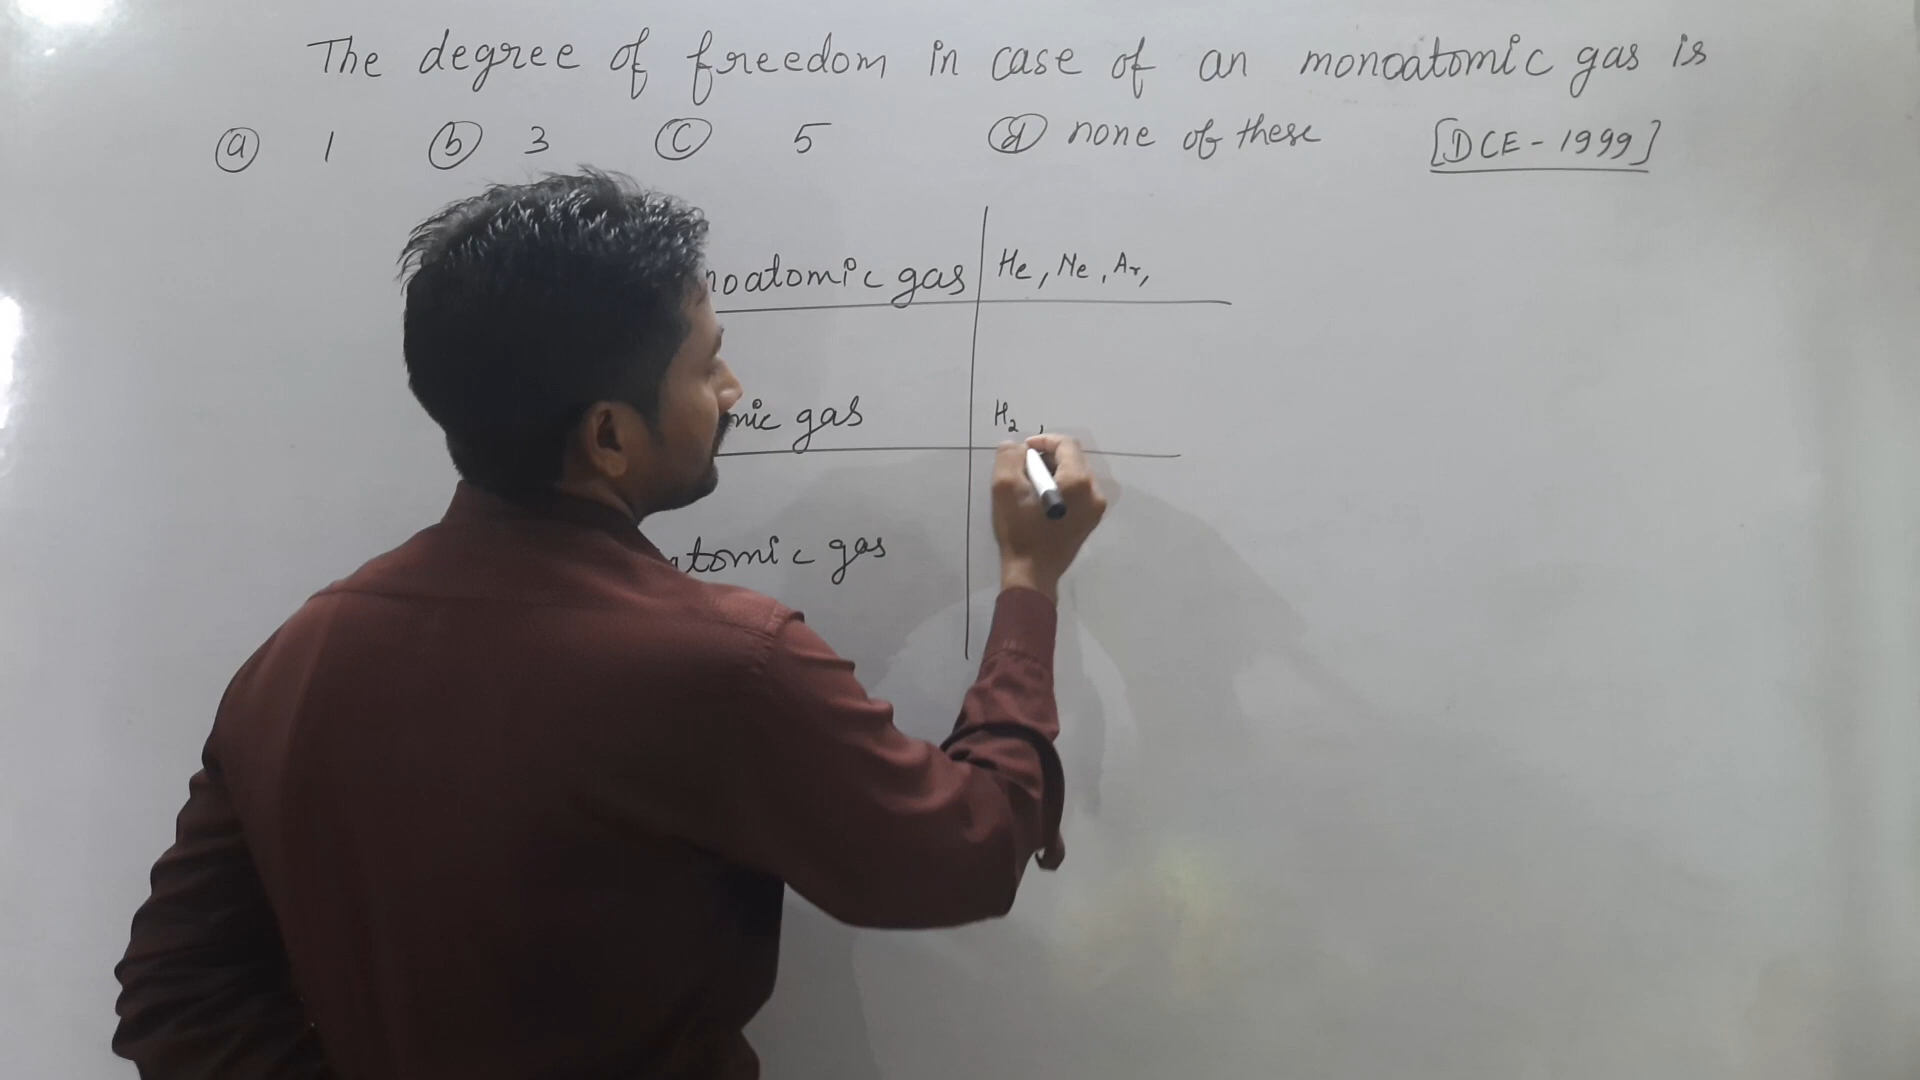 The degree of freedom in case of an monoatomic gas is
(a) 1 (b) 3 (c) 5 (d) none of these [DCE-1999]
noatomic gas He, Ne, Ar,
mic gas H₂,
atomic gas